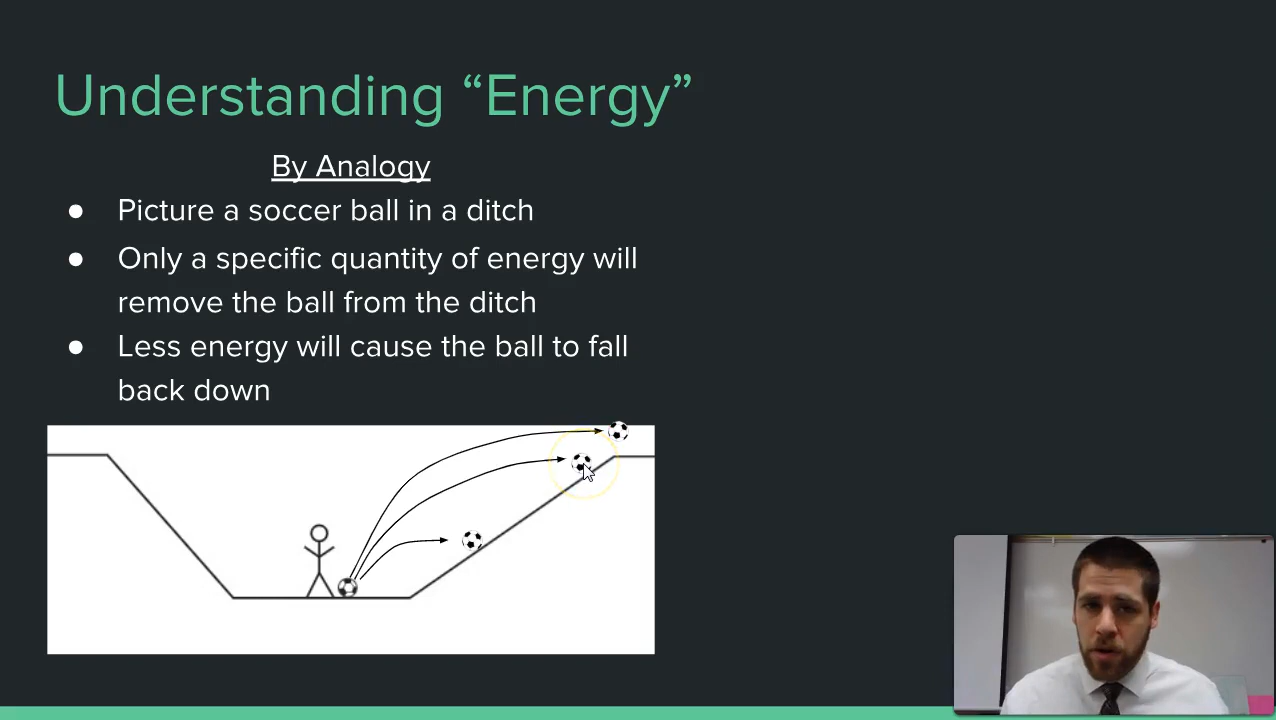 Understanding “Energy”
By Analogy
● Picture a soccer ball in a ditch
● Only a specific quantity of energy will
remove the ball from the ditch
● Less energy will cause the ball to fall
back down